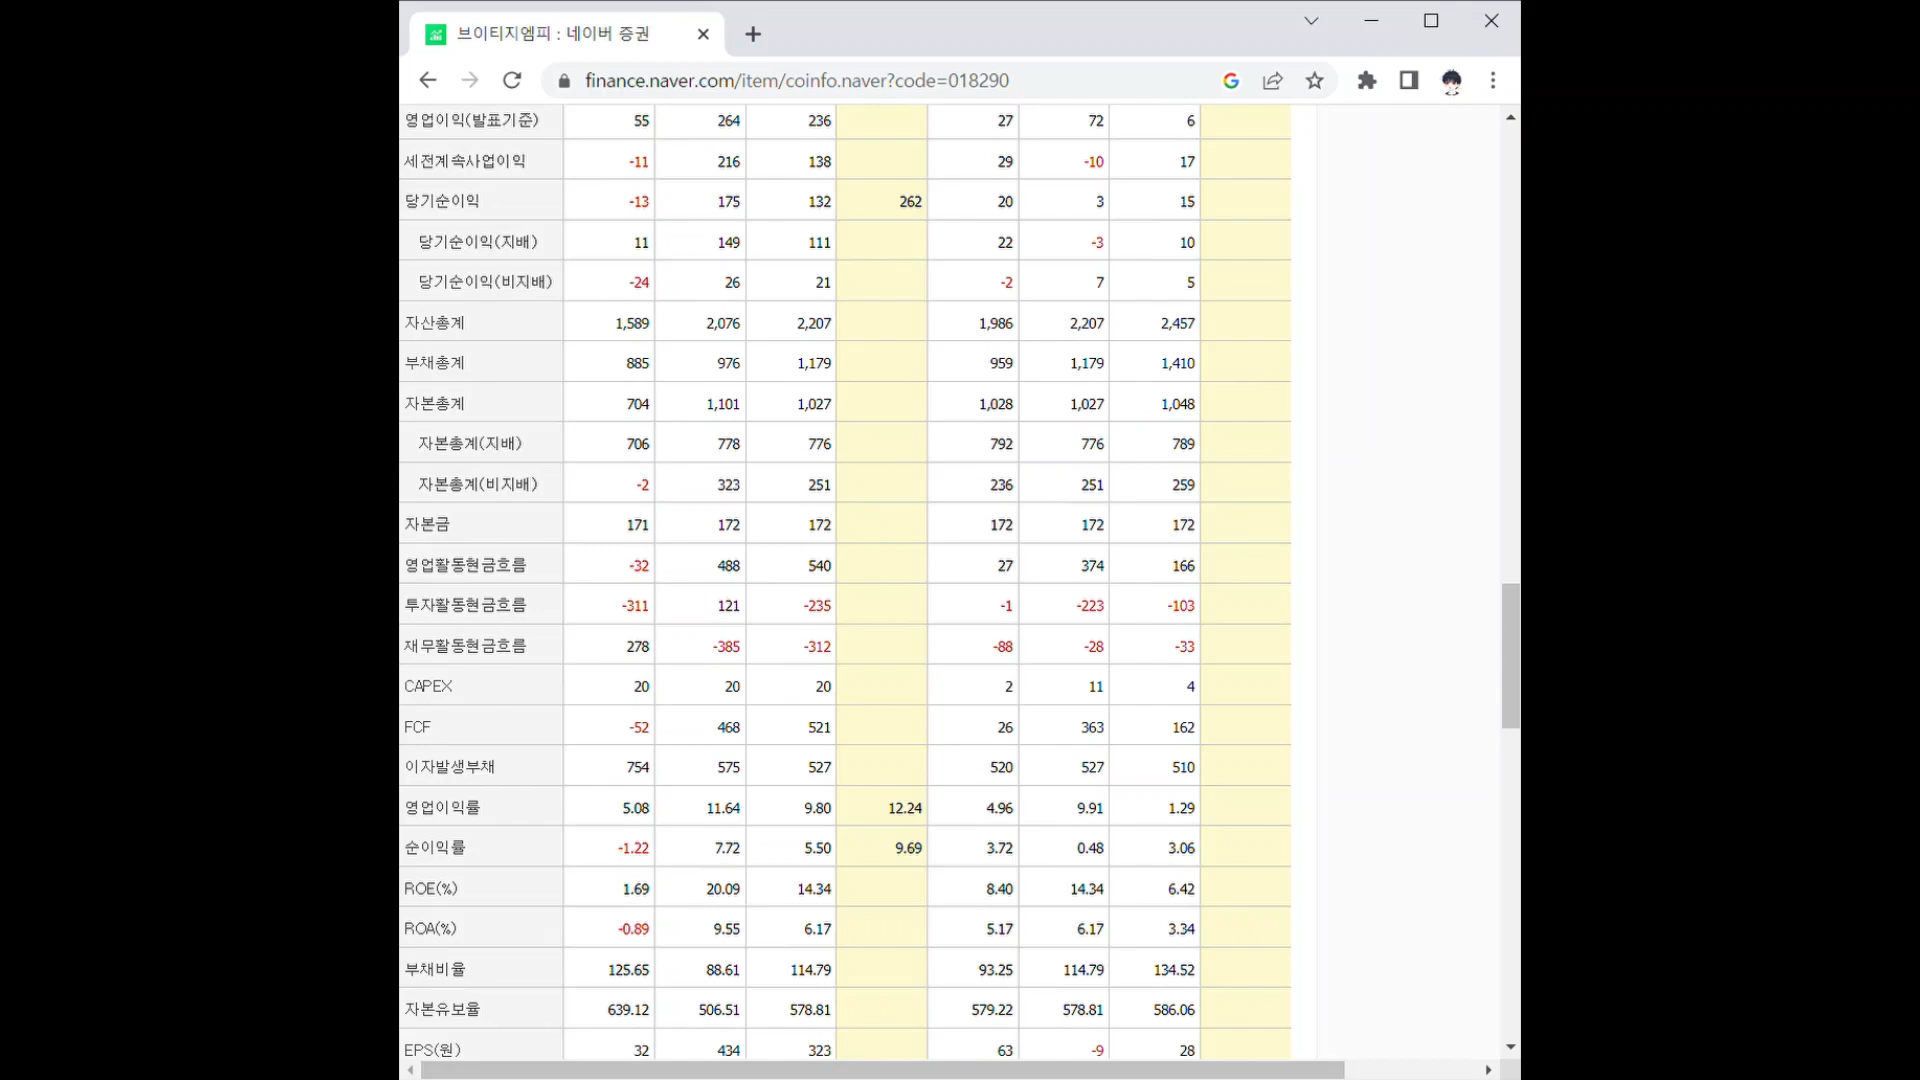 브이티지엠피 : 네이버 증권
finance.naver.com/item/coinfo.naver?code=018290
영업이익(발표기준) 55 264 236 27 72 6
세전계속사업이익 -11 216 138 29 -10 17
당기순이익 -13 175 132 262 20 3 15
당기순이익(지배) 11 149 111 22 -3 10
당기순이익(비지배) -24 26 21 -2 7 5
자산총계 1,589 2,076 2,207 1,986 2,207 2,457
부채총계 885 976 1,179 959 1,179 1,410
자본총계 704 1,101 1,027 1,028 1,027 1,048
자본총계(지배) 706 778 776 792 776 789
자본총계(비지배) -2 323 251 236 251 259
자본금 171 172 172 172 172 172
영업활동현금흐름 -32 488 540 27 374 166
투자활동현금흐름 -311 121 -235 -1 -223 -103
재무활동현금흐름 278 -385 -312 -88 -28 -33
CAPEX 20 20 20 2 11 4
FCF -52 468 521 26 363 162
이자발생부채 754 575 527 520 527 510
영업이익률 5.08 11.64 9.80 12.24 4.96 9.91 1.29
순이익률 -1.22 7.72 5.50 9.69 3.72 0.48 3.06
ROE(%) 1.69 20.09 14.34 8.40 14.34 6.42
ROA(%) -0.89 9.55 6.17 5.17 6.17 3.34
부채비율 125.65 88.61 114.79 93.25 114.79 134.52
자본유보율 639.12 506.51 578.81 579.22 578.81 586.06
EPS(원) 32 434 323 63 -9 28